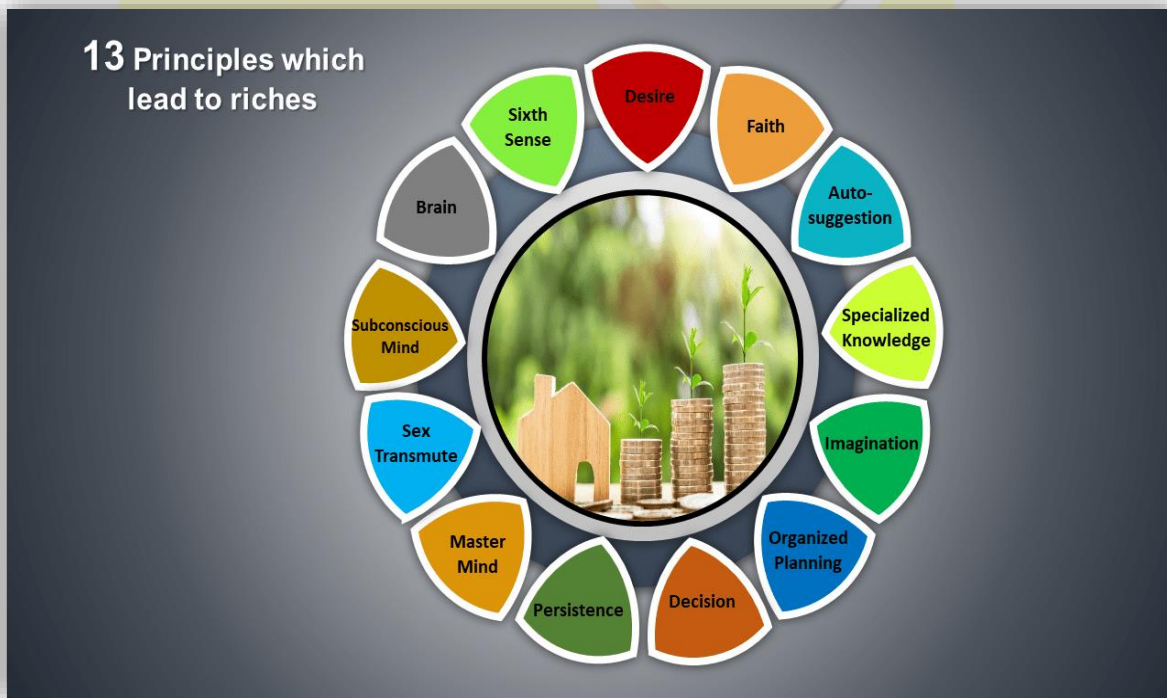 13 Principles which
lead to riches
Desire
Faith
Auto-
suggestion
Specialized
Knowledge
Imagination
Organized
Planning
Decision
Persistence
Master
Mind
Sex
Transmute
Subconscious
Mind
Brain
Sixth
Sense